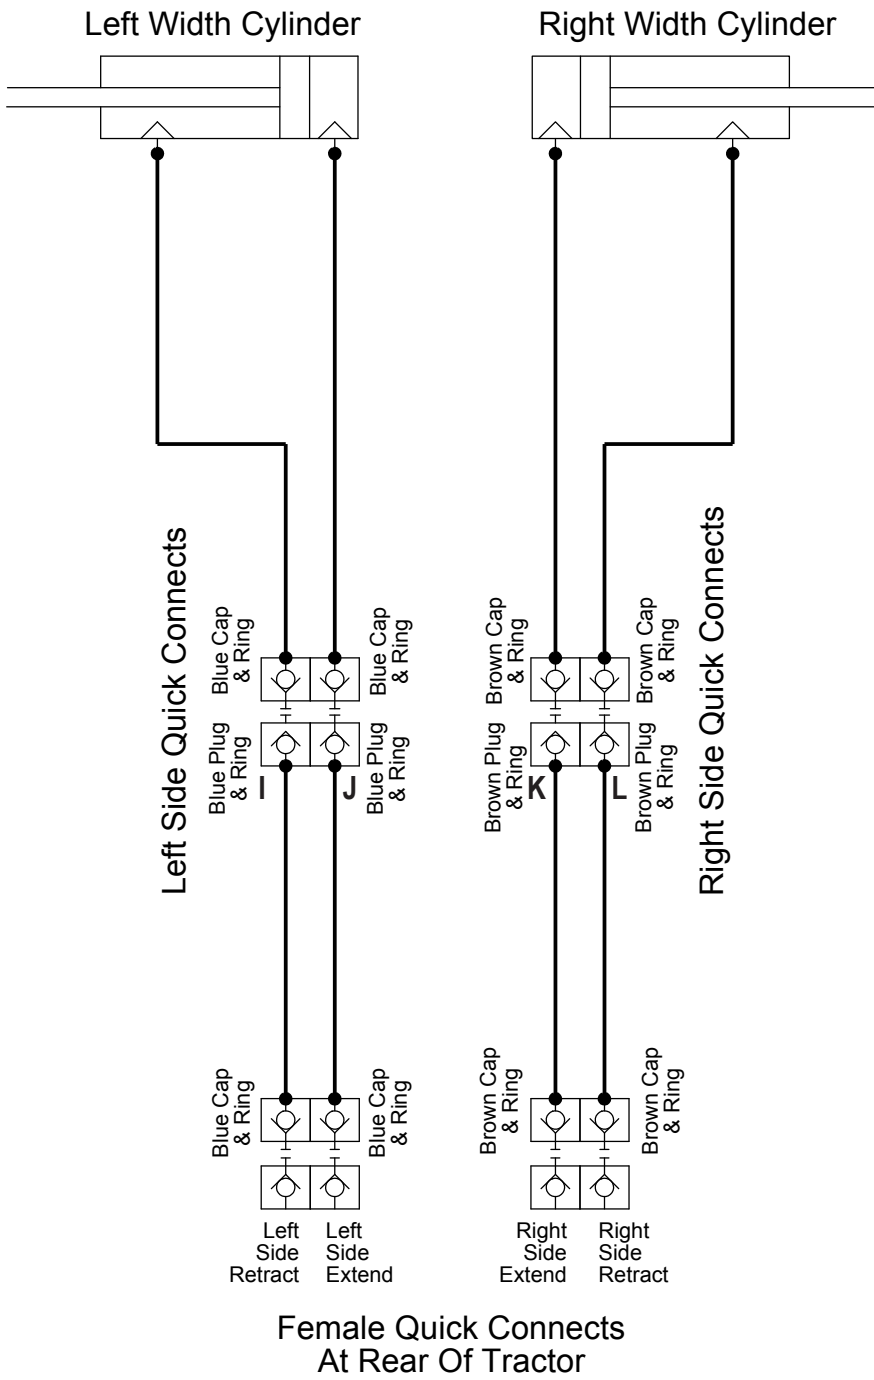 Left Width Cylinder
Right Width Cylinder
Left Side Quick Connects
Blue Cap
& Ring
Blue Cap
& Ring
Brown Cap
& Ring
Brown Cap
& Ring
Right Side Quick Connects
Blue Plug
& Ring
I
J
Blue Plug
& Ring
Brown Plug
& Ring
K
L
Brown Plug
& Ring
Blue Cap
& Ring
Blue Cap
& Ring
Brown Cap
& Ring
Brown Cap
& Ring
Left
Side
Retract
Left
Side
Extend
Right
Side
Extend
Right
Side
Retract
Female Quick Connects
At Rear Of Tractor